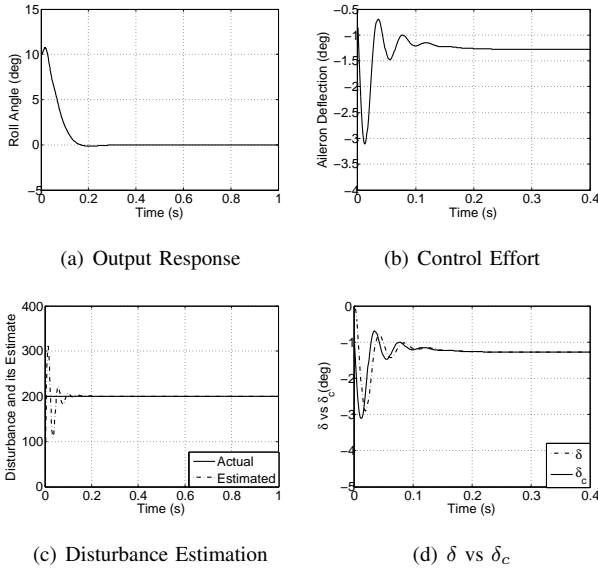 15
10
5
0
−5
Roll Angle (deg)
0 0.2 0.4 0.6 0.8 1
Time (s)
(a) Output Response
−0.5
−1
−1.5
−2
−2.5
−3
−3.5
−4
Aileron Deflection (deg)
0 0.1 0.2 0.3 0.4
Time (s)
(b) Control Effort
400
300
200
100
0
Disturbance and its Estimate
0 0.2 0.4 0.6 0.8 1
Time (s)
Actual
Estimated
(c) Disturbance Estimation
0
−1
−2
−3
−4
−5
δ vs δc(deg)
0 0.1 0.2 0.3 0.4
Time (s)
δ
δc
(d) δ vs δc